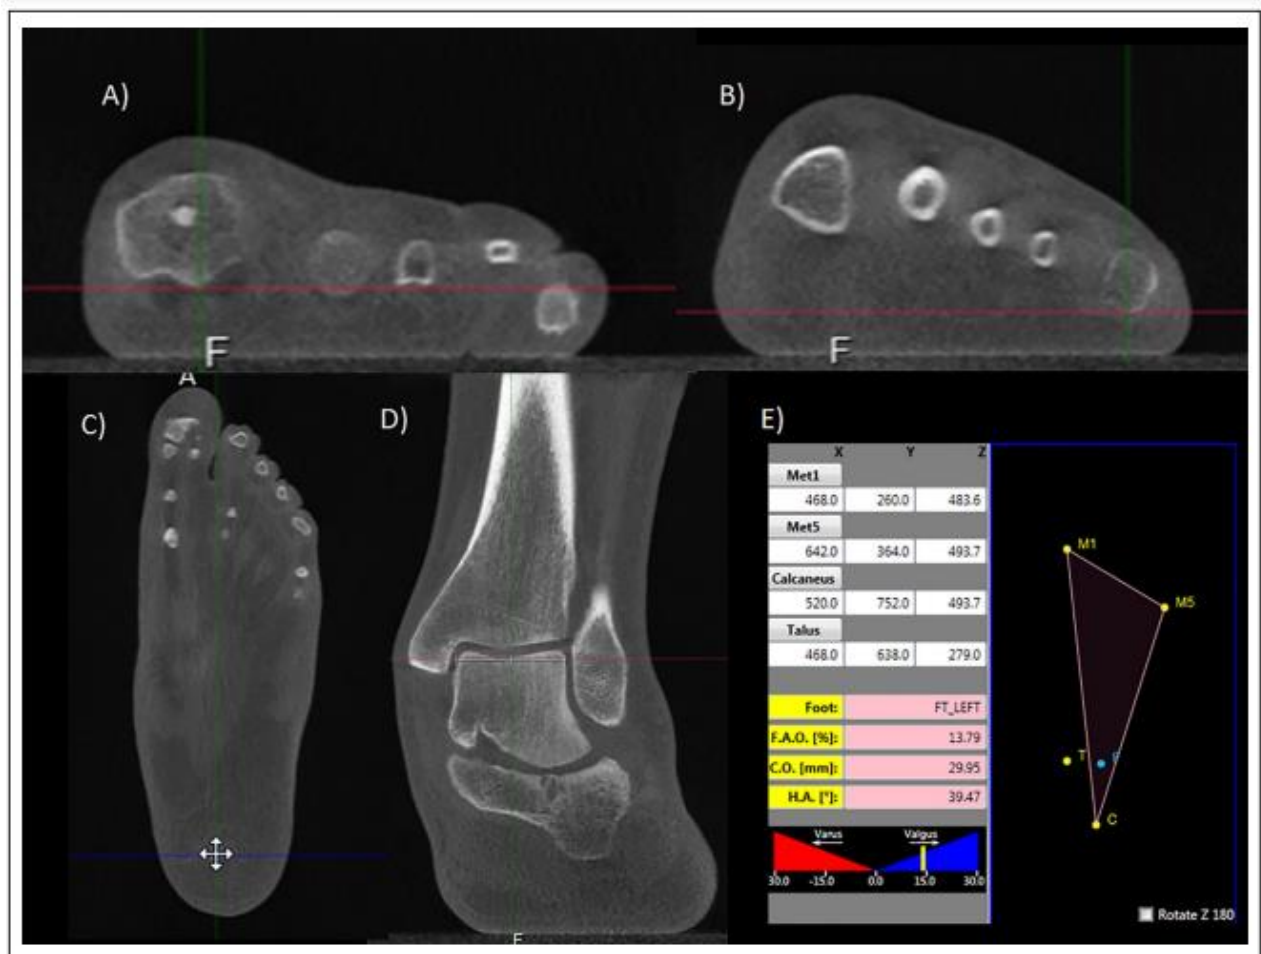 A)
B)
F
F
A
C)
D)
E)
X Y Z
Met1
468.0 260.0 483.6
Met5
642.0 364.0 493.7
Calcaneus
520.0 752.0 493.7
Talus
468.0 638.0 279.0
Foot: FT_LEFT
F.A.O. [%]: 13.79
C.O. [mm]: 29.95
H.A. [°]: 39.47
Varus Valgus
30.0 -15.0 0.0 15.0 30.0
M1
M5
T
C
Rotate Z 180